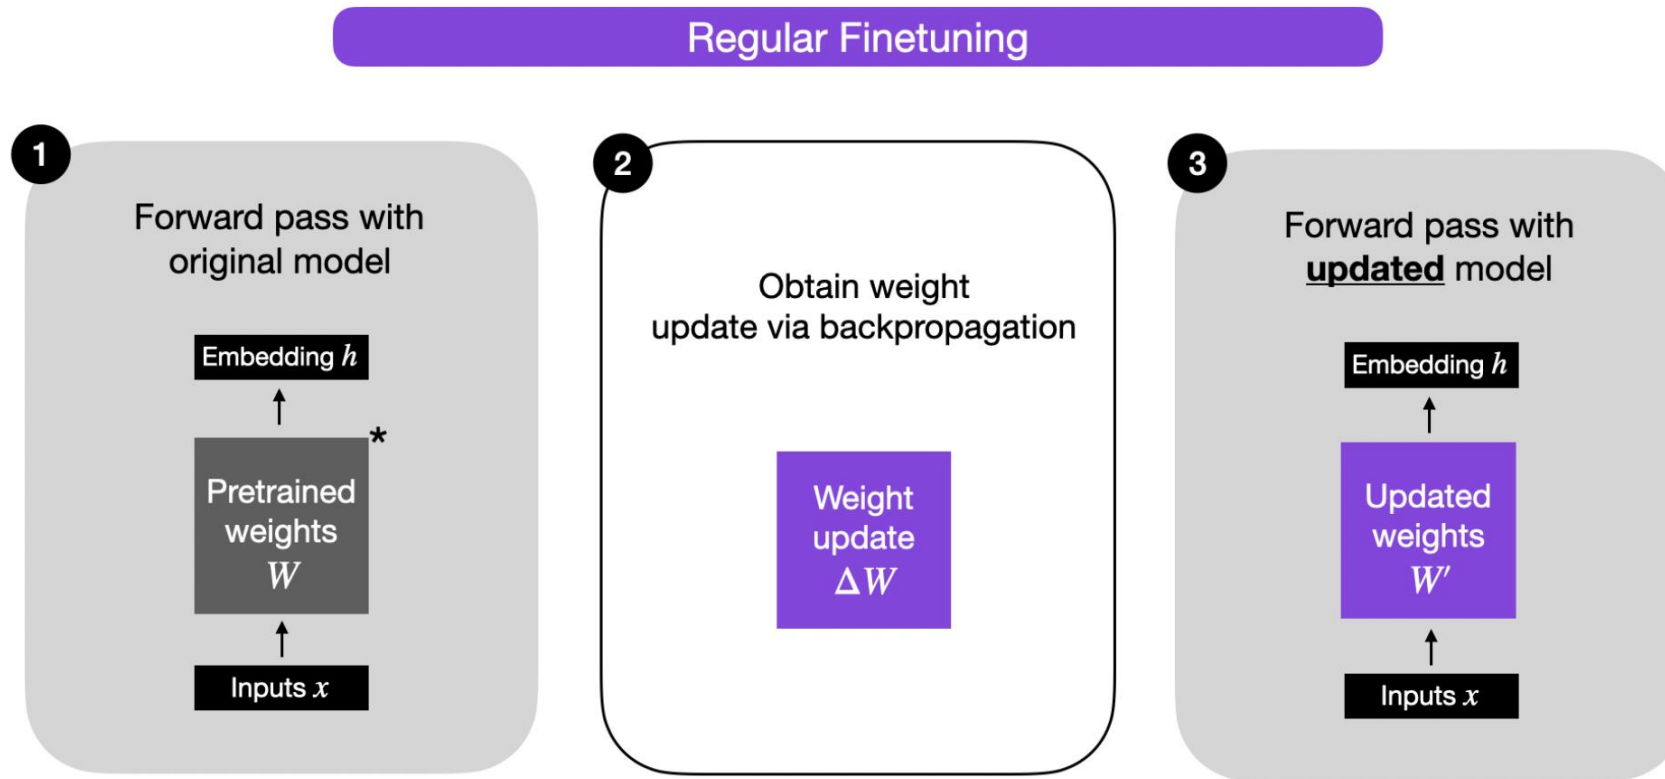 Regular Finetuning
1
Forward pass with
original model
Embedding h
*
Pretrained
weights
W
Inputs x
2
Obtain weight
update via backpropagation
Weight
update
ΔW
3
Forward pass with
updated model
Embedding h
Updated
weights
W′
Inputs x